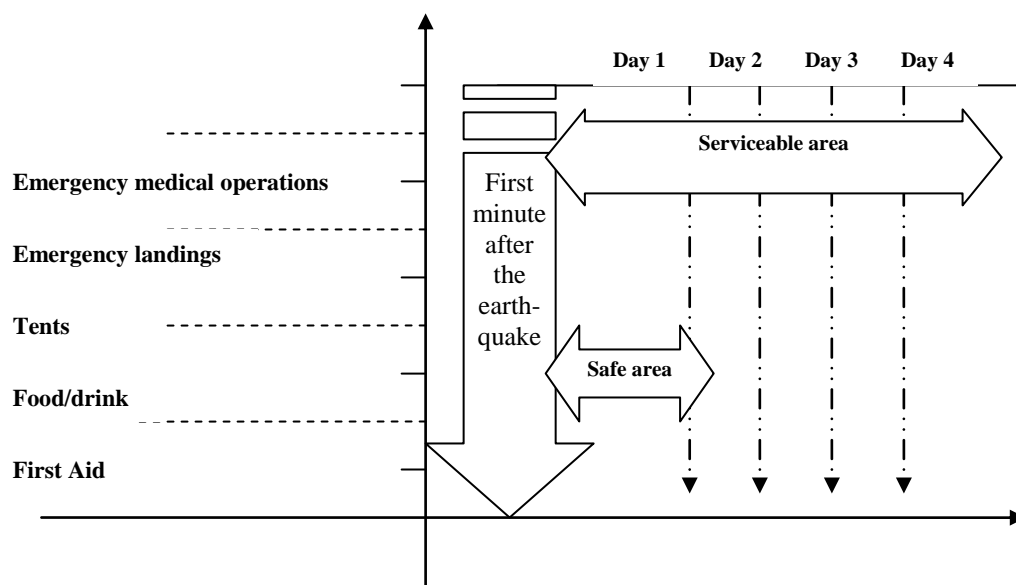 Day 1 Day 2 Day 3 Day 4
Serviceable area
Emergency medical operations
First
minute
after
the
earth-
quake
Emergency landings
Tents
Safe area
Food/drink
First Aid